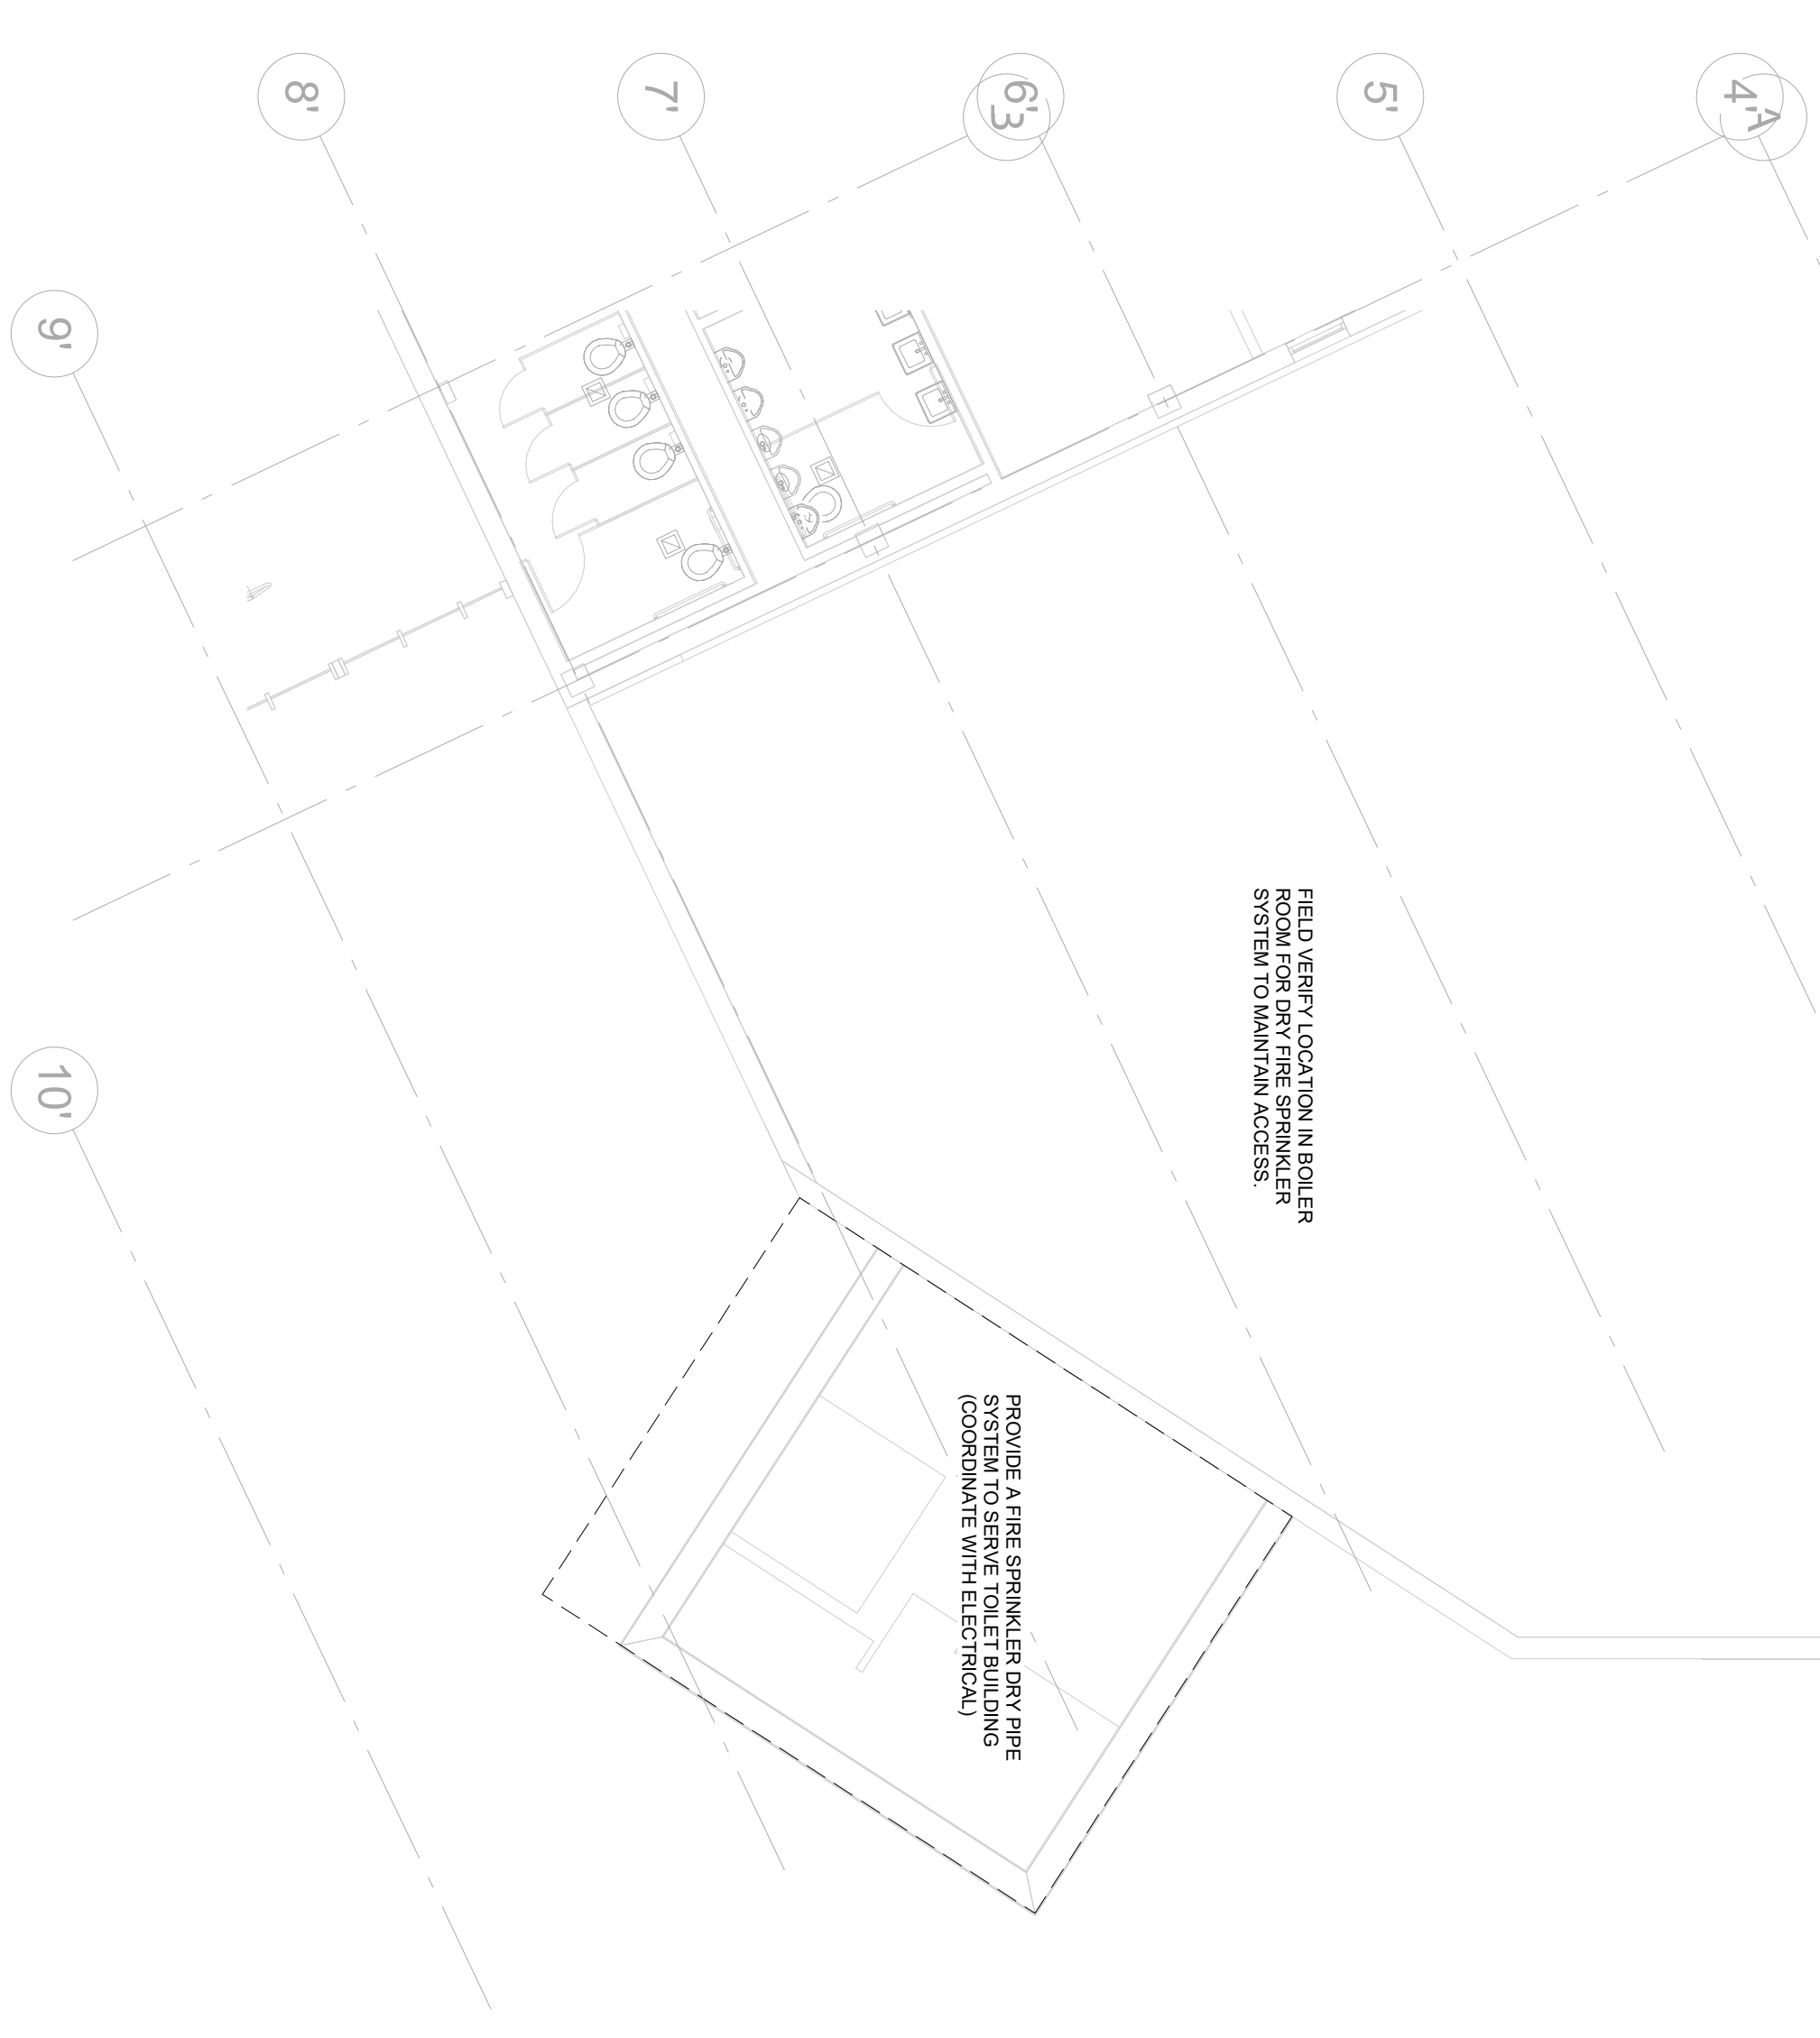 8'
7'
6'
3
5'
4'
A
9'
10'
FIELD VERIFY LOCATION IN BOILER
ROOM FOR DRY FIRE SPRINKLER
SYSTEM TO MAINTAIN ACCESS.
PROVIDE A FIRE SPRINKLER DRY PIPE
SYSTEM TO SERVE TOILET BUILDING
(COORDINATE WITH ELECTRICAL)